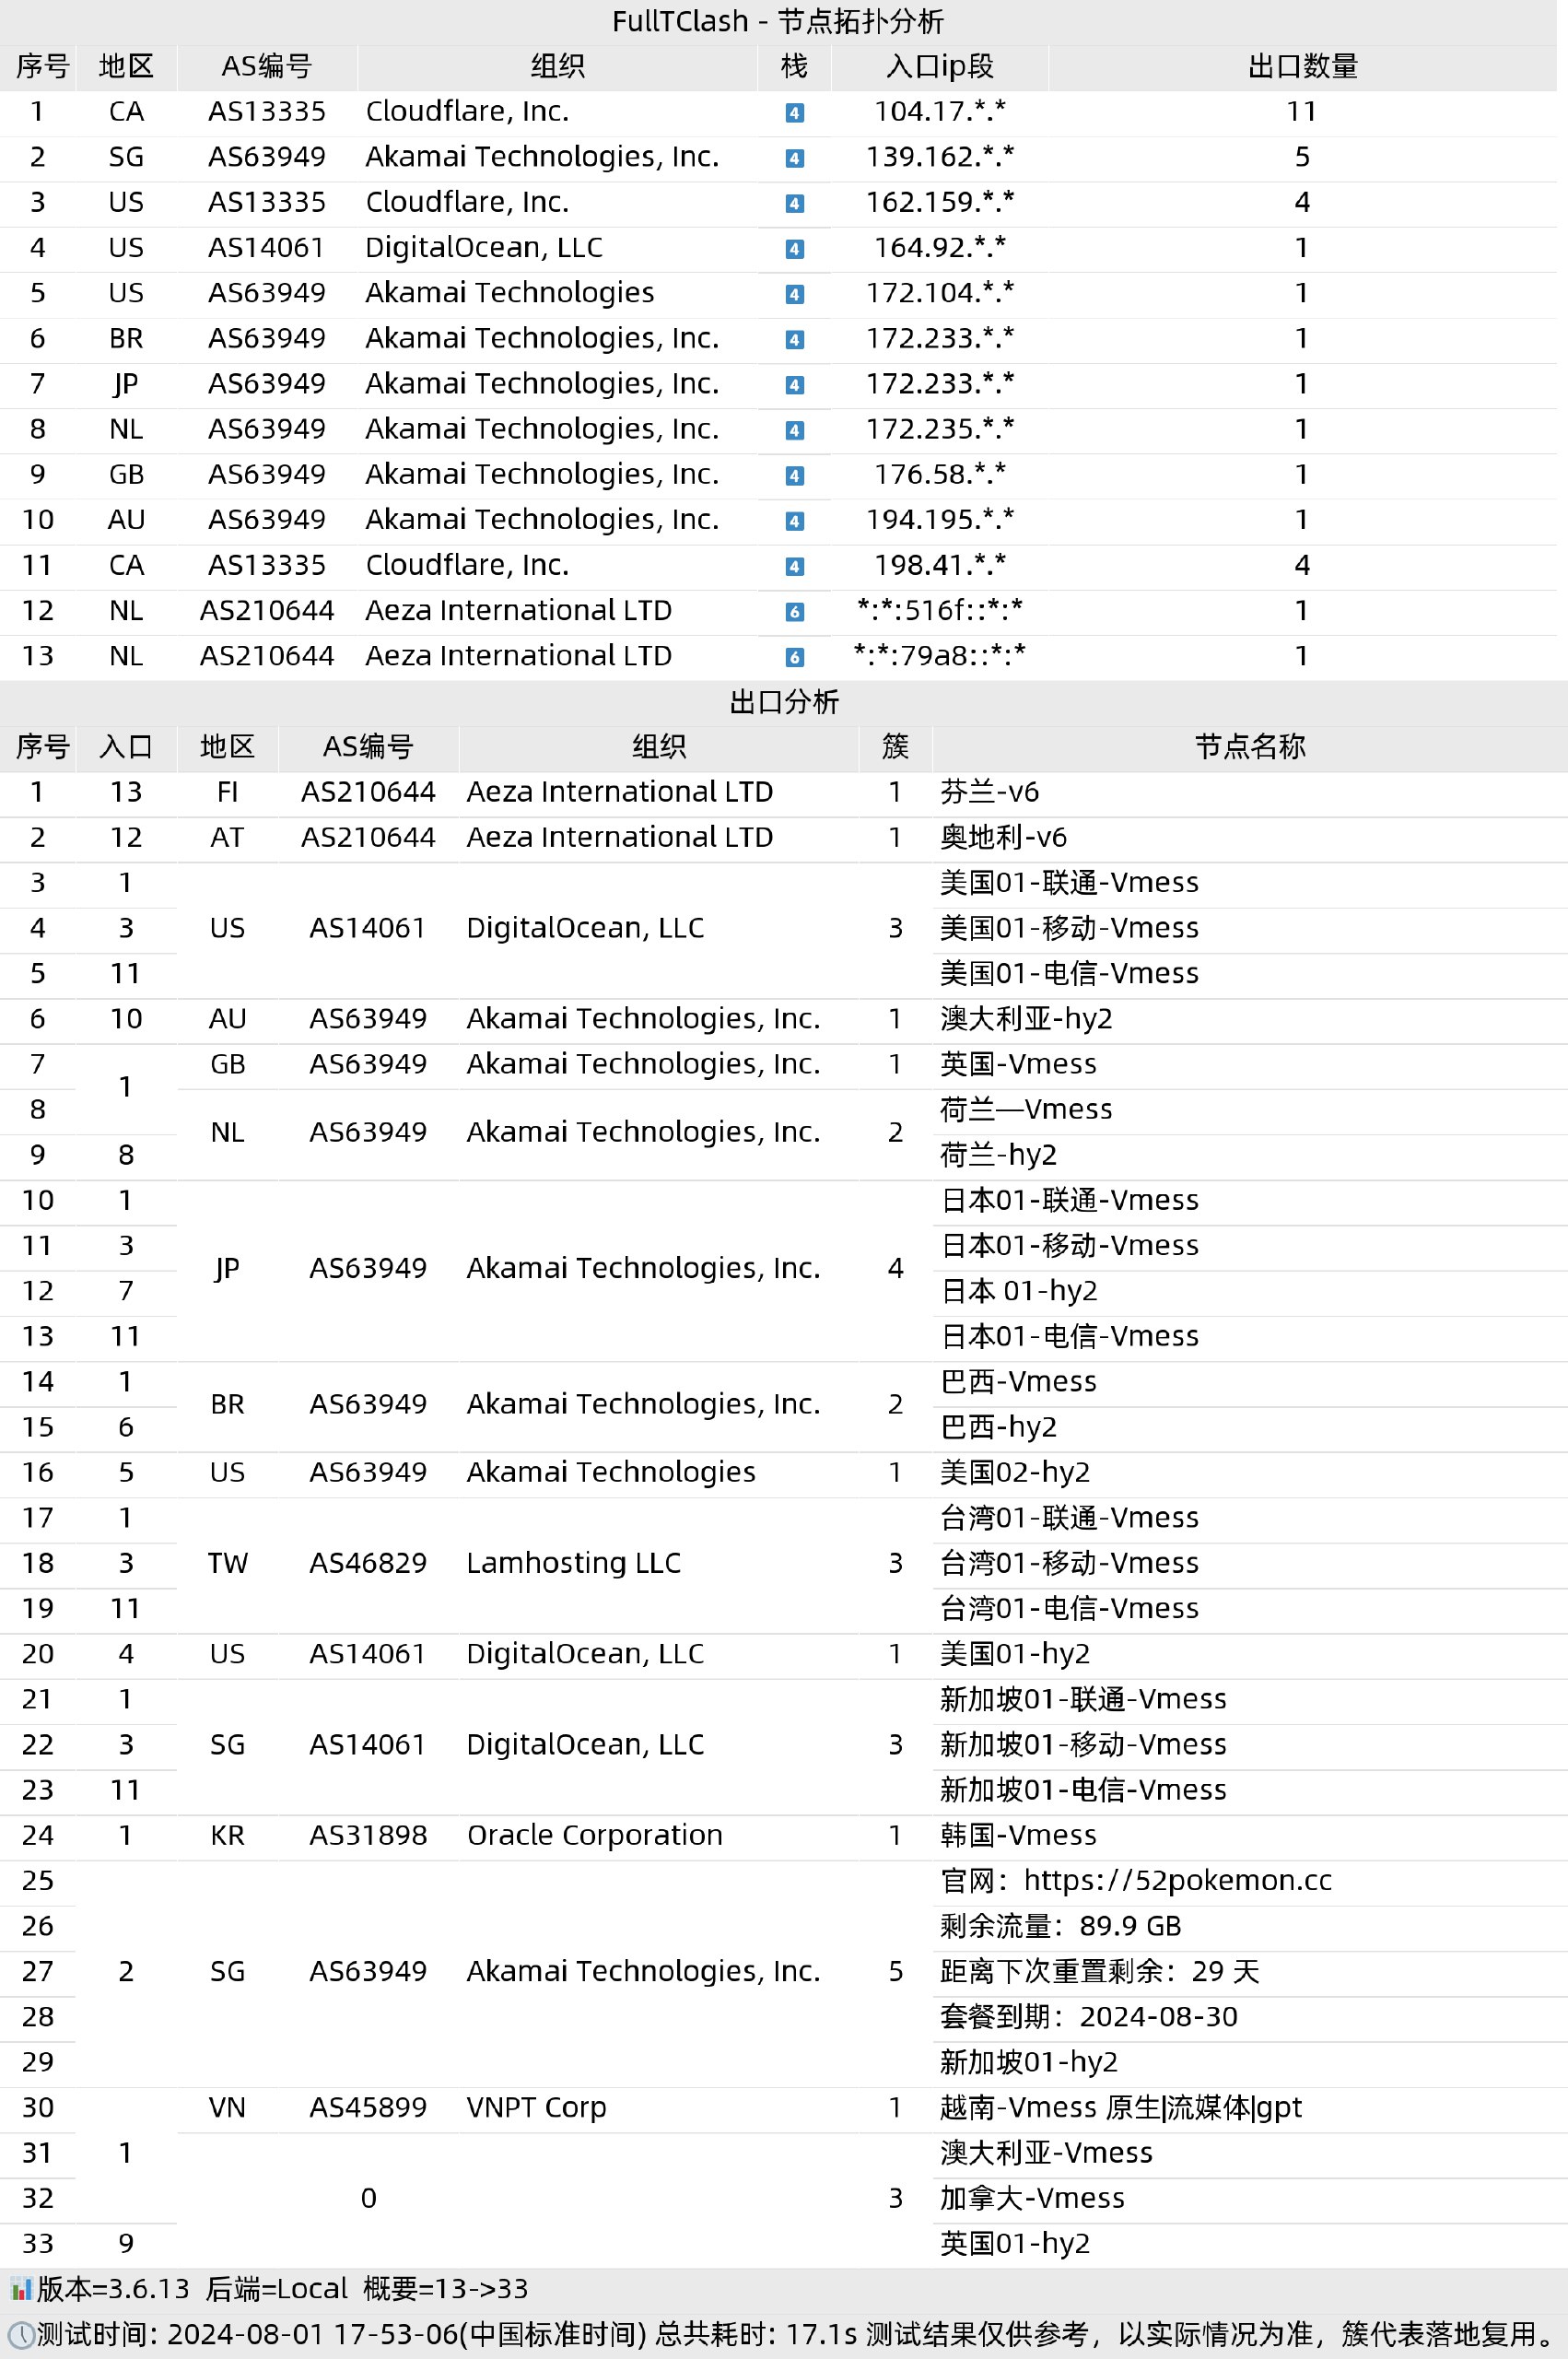 FullTClash - 节点拓扑分析
序号 地区 AS编号 组织 栈 入口ip段 出口数量
1 CA AS13335 Cloudflare, Inc. 4 104.17.*.* 11
2 SG AS63949 Akamai Technologies, Inc. 4 139.162.*.* 5
3 US AS13335 Cloudflare, Inc. 4 162.159.*.* 4
4 US AS14061 DigitalOcean, LLC 4 164.92.*.* 1
5 US AS63949 Akamai Technologies 4 172.104.*.* 1
6 BR AS63949 Akamai Technologies, Inc. 4 172.233.*.* 1
7 JP AS63949 Akamai Technologies, Inc. 4 172.233.*.* 1
8 NL AS63949 Akamai Technologies, Inc. 4 172.235.*.* 1
9 GB AS63949 Akamai Technologies, Inc. 4 176.58.*.* 1
10 AU AS63949 Akamai Technologies, Inc. 4 194.195.*.* 1
11 CA AS13335 Cloudflare, Inc. 4 198.41.*.* 4
12 NL AS210644 Aeza International LTD 6 *:*:516f::*:* 1
13 NL AS210644 Aeza International LTD 6 *:*:79a8::*:* 1
出口分析
序号 入口 地区 AS编号 组织 簇 节点名称
1 13 FI AS210644 Aeza International LTD 1 芬兰-v6
2 12 AT AS210644 Aeza International LTD 1 奥地利-v6
3 1 美国01-联通-Vmess
4 3 US AS14061 DigitalOcean, LLC 3 美国01-移动-Vmess
5 11 美国01-电信-Vmess
6 10 AU AS63949 Akamai Technologies, Inc. 1 澳大利亚-hy2
7 1 GB AS63949 Akamai Technologies, Inc. 1 英国-Vmess
8 NL AS63949 Akamai Technologies, Inc. 2 荷兰—Vmess
9 8 荷兰-hy2
10 1 日本01-联通-Vmess
11 3 JP AS63949 Akamai Technologies, Inc. 4 日本01-移动-Vmess
12 7 日本 01-hy2
13 11 日本01-电信-Vmess
14 1 BR AS63949 Akamai Technologies, Inc. 2 巴西-Vmess
15 6 巴西-hy2
16 5 US AS63949 Akamai Technologies 1 美国02-hy2
17 1 台湾01-联通-Vmess
18 3 TW AS46829 Lamhosting LLC 3 台湾01-移动-Vmess
19 11 台湾01-电信-Vmess
20 4 US AS14061 DigitalOcean, LLC 1 美国01-hy2
21 1 新加坡01-联通-Vmess
22 3 SG AS14061 DigitalOcean, LLC 3 新加坡01-移动-Vmess
23 11 新加坡01-电信-Vmess
24 1 KR AS31898 Oracle Corporation 1 韩国-Vmess
25 官网：https://52pokemon.cc
26 剩余流量：89.9 GB
27 2 SG AS63949 Akamai Technologies, Inc. 5 距离下次重置剩余：29 天
28 套餐到期：2024-08-30
29 新加坡01-hy2
30 VN AS45899 VNPT Corp 1 越南-Vmess 原生|流媒体|gpt
31 1 澳大利亚-Vmess
32 0 3 加拿大-Vmess
33 9 英国01-hy2
版本=3.6.13 后端=Local 概要=13->33
测试时间: 2024-08-01 17-53-06(中国标准时间) 总共耗时: 17.1s 测试结果仅供参考，以实际情况为准，簇代表落地复用。